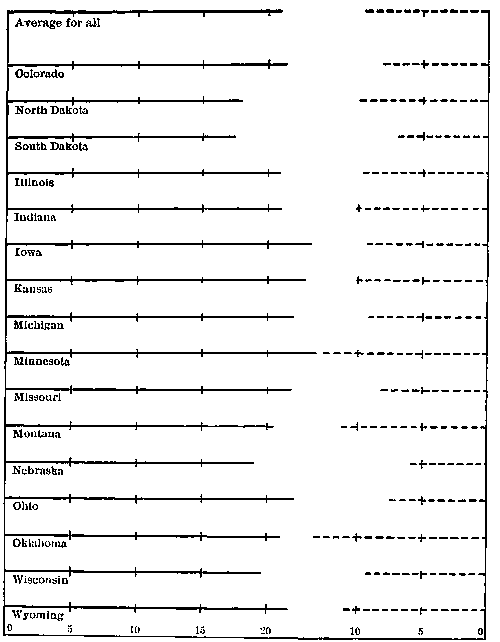 Average for all
Colorado
North Dakota
South Dakota
Illinois
Indiana
Iowa
Kansas
Michigan
Minnesota
Missouri
Montana
Nebraska
Ohio
Oklahoma
Wisconsin
Wyoming
0 5 10 15 20 5 0